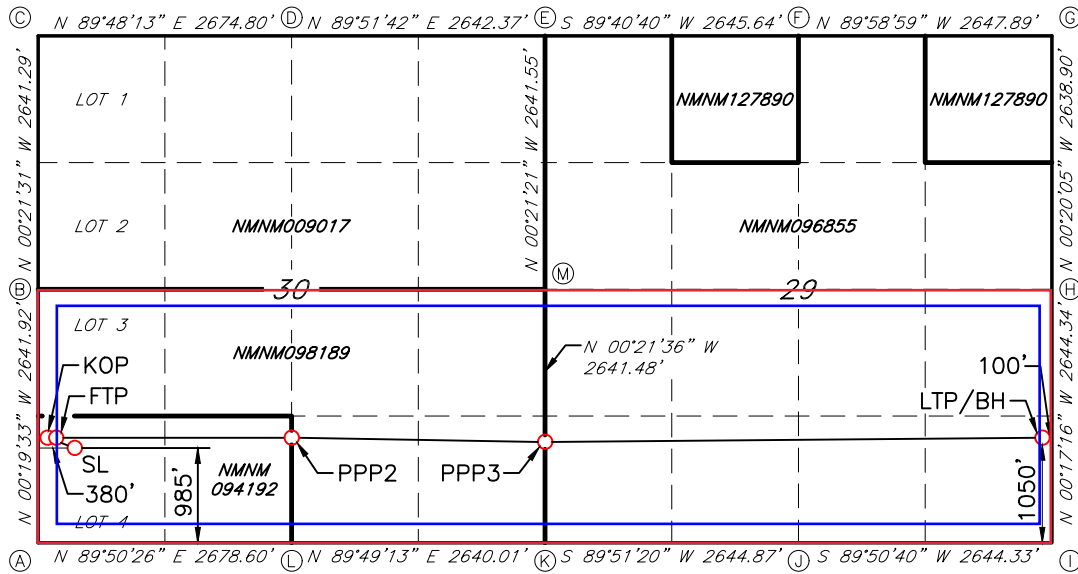 C N 89°48'13" E 2674.80' D N 89°51'42" E 2642.37' E S 89°40'40" W 2645.64' F N 89°58'59" W 2647.89' G
N 00°21'31" W 2641.29'
LOT 1
N 00°21'21" W 2641.55'
NMNM127890
NMNM127890
N 00°20'05" W 2638.90'
LOT 2
NMNM009017
NMNM096855
B
30
M
29
H
N 00°19'33" W 2641.92'
LOT 3
NMNM098189
N 00°21'36" W
2641.48'
N 00°17'16" W 2644.34'
KOP
FTP
100'
LTP/BH
SL
380'
LOT 4
985'
NMNM
094192
PPP2
PPP3
1050'
A N 89°50'26" E 2678.60' L N 89°49'13" E 2640.01' K S 89°51'20" W 2644.87' J S 89°50'40" W 2644.33' I